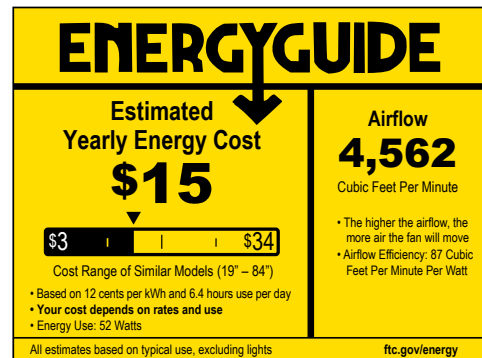 ENERGYGUIDE
Estimated
Yearly Energy Cost
$15
$3
$34
Cost Range of Similar Models (19” – 84”)
• Based on 12 cents per kWh and 6.4 hours use per day
• Your cost depends on rates and use
• Energy Use: 52 Watts
Airflow
4,562
Cubic Feet Per Minute
• The higher the airflow, the
more air the fan will move
• Airflow Efficiency: 87 Cubic
Feet Per Minute Per Watt
All estimates based on typical use, excluding lights
ftc.gov/energy